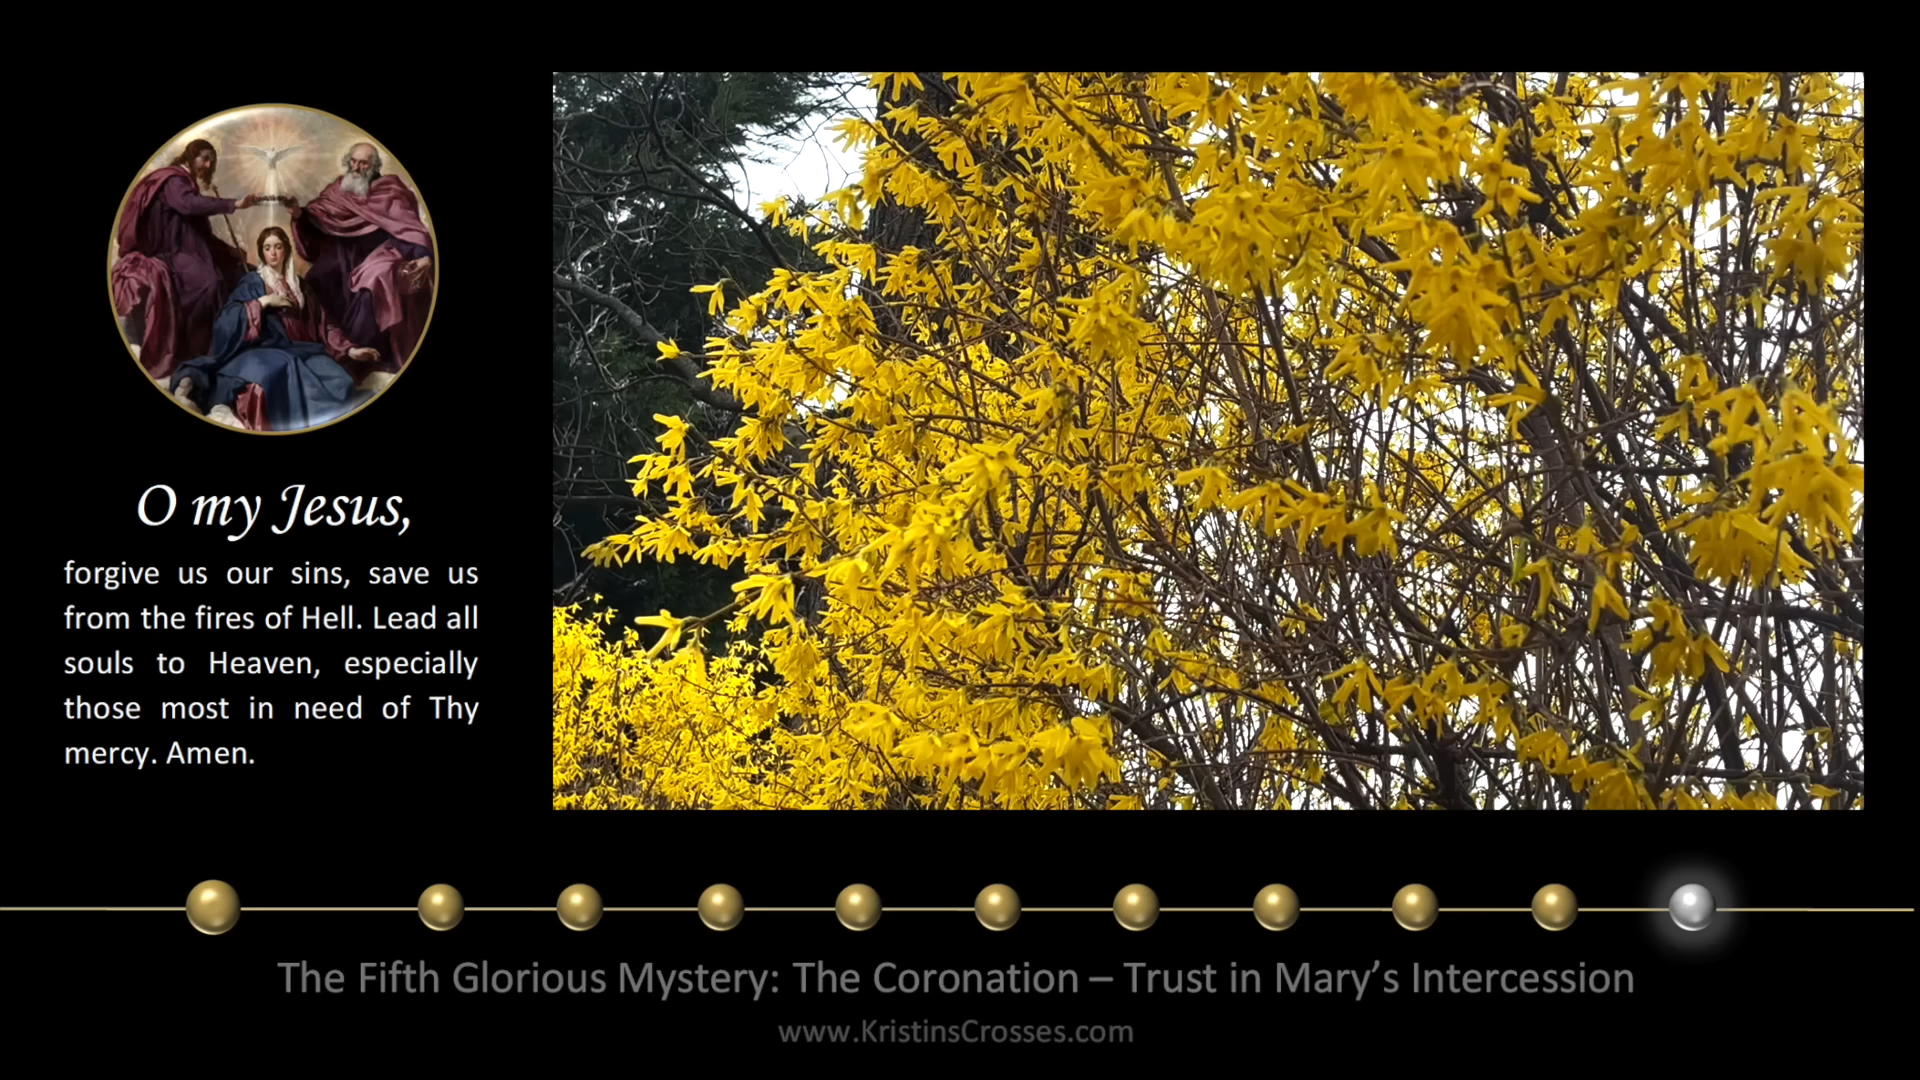 O my Jesus,
forgive us our sins, save us
from the fires of Hell. Lead all
souls to Heaven, especially
those most in need of Thy
mercy. Amen.
The Fifth Glorious Mystery: The Coronation – Trust in Mary’s Intercession
www.KristinsCrosses.com